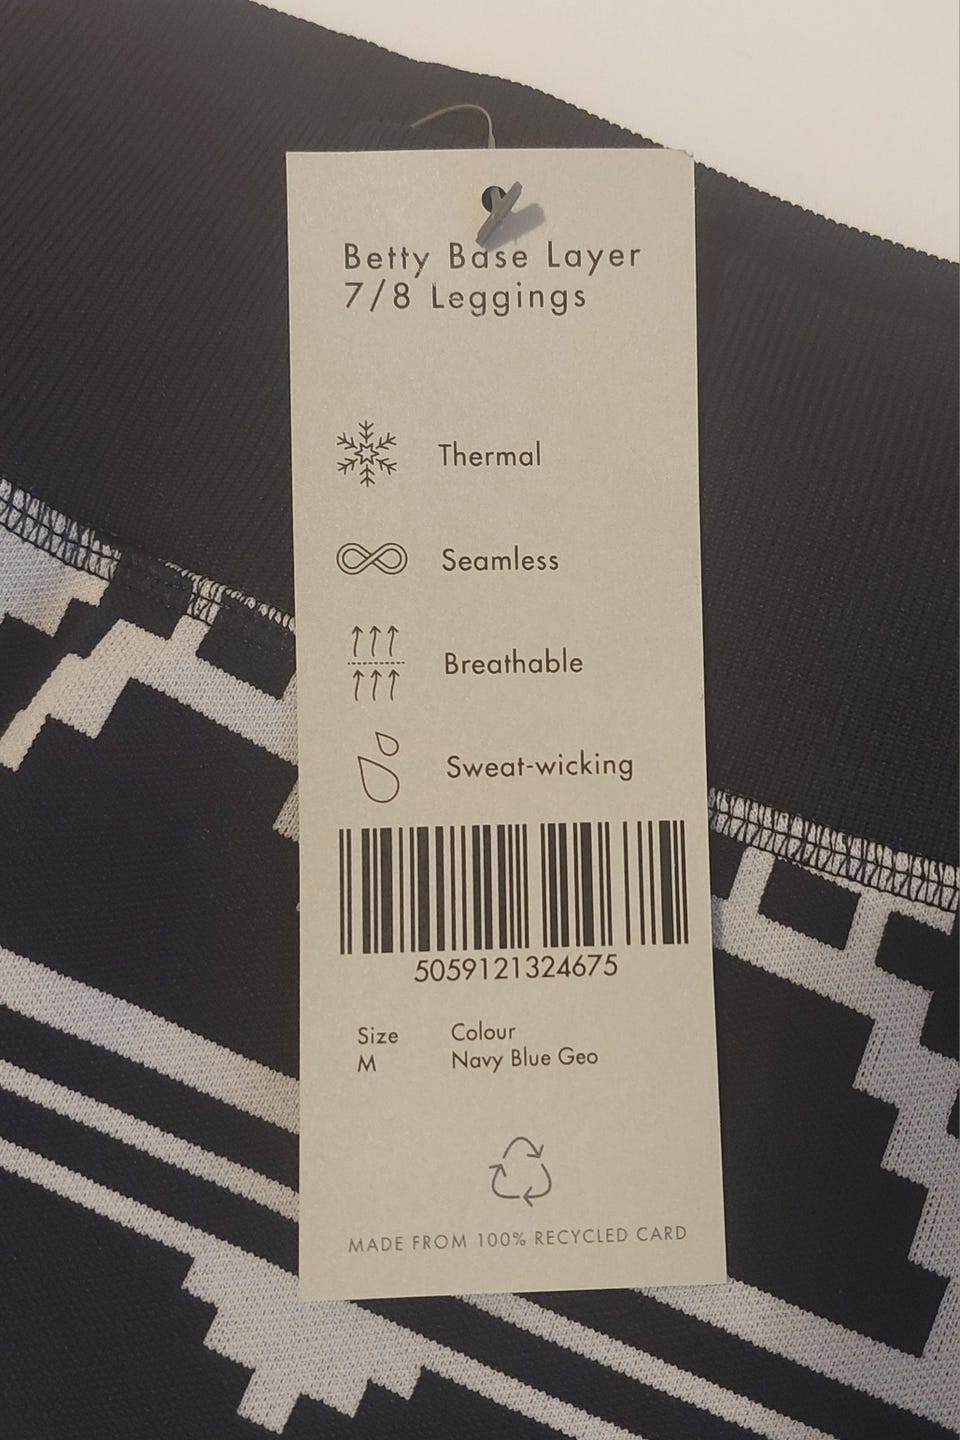 Betty Base Layer
7/8 Leggings
Thermal
Seamless
Breathable
Sweat-wicking
5059121324675
Size Colour
M Navy Blue Geo
MADE FROM 100% RECYCLED CARD